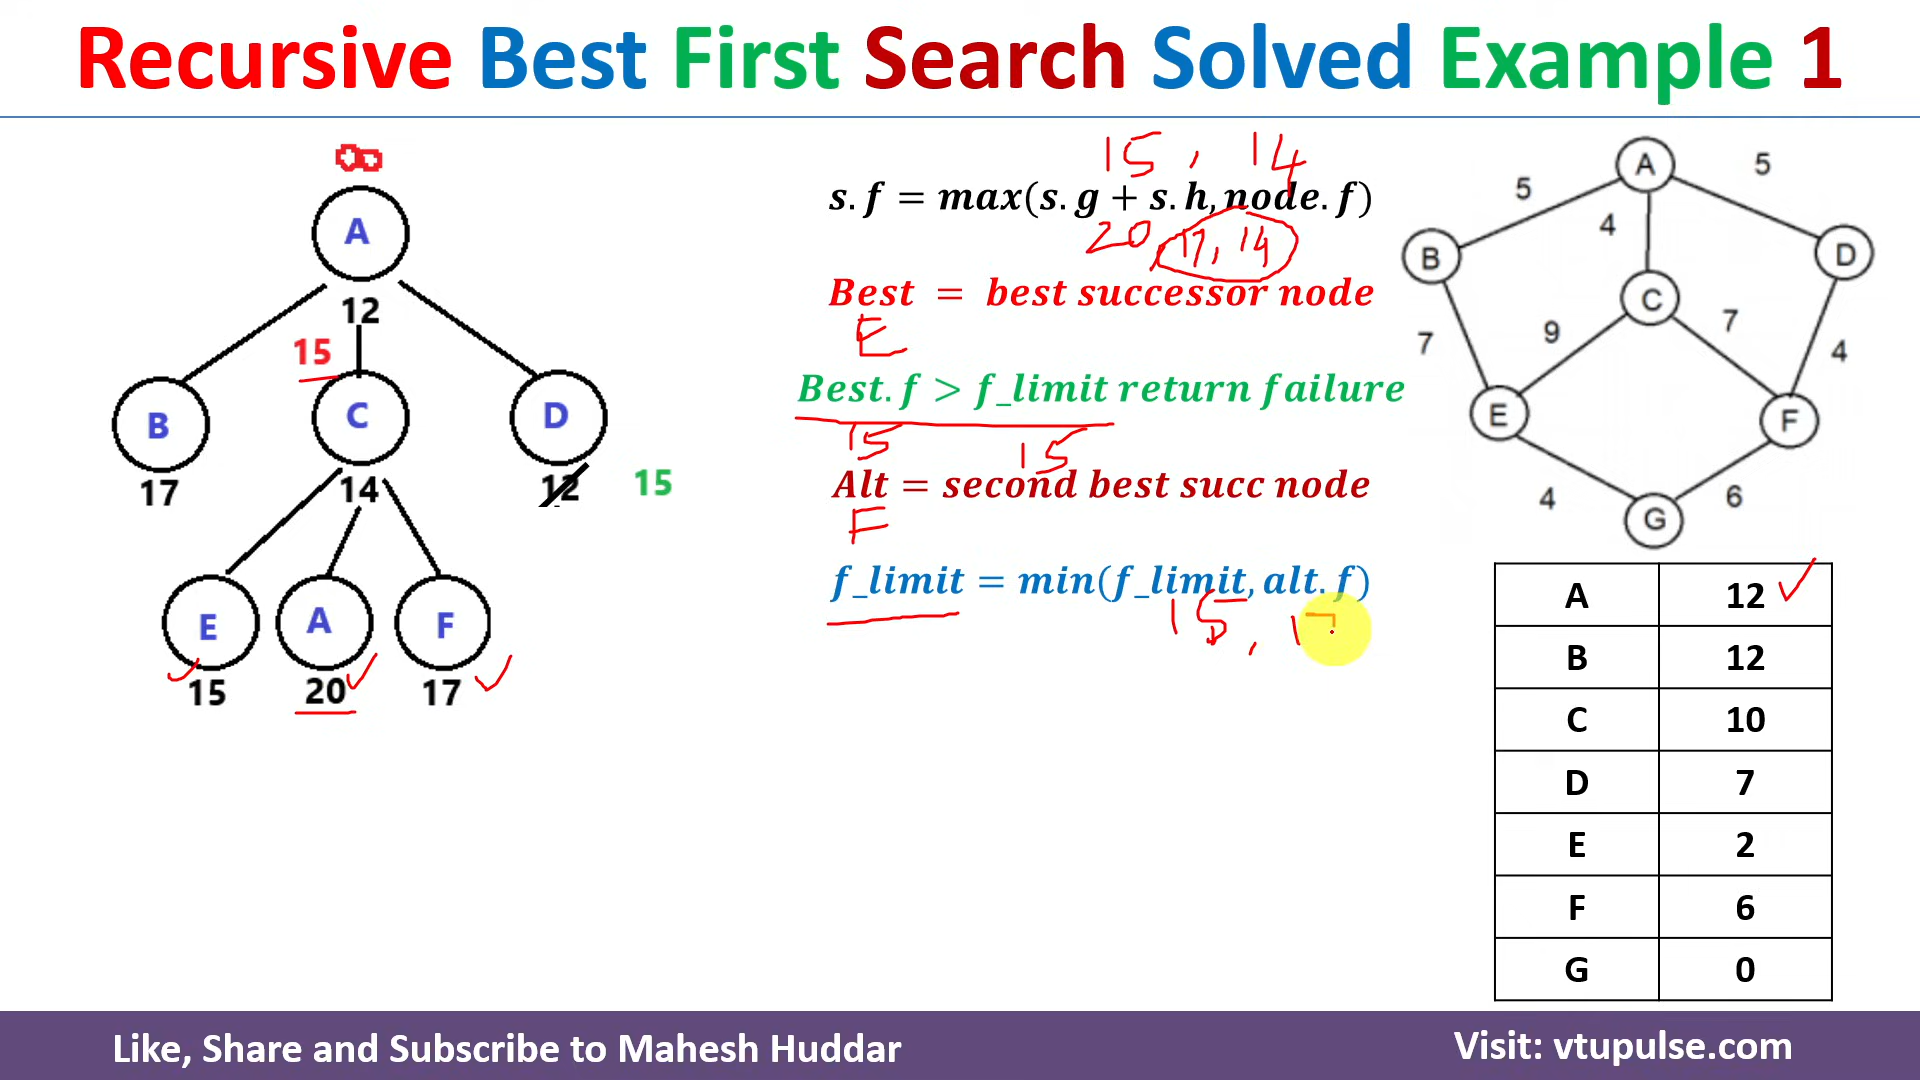 Recursive Best First Search Solved Example 1
∞
A
12
15
B
17
C
14
D
12
15
E
15
A
20
F
17
15, 14
s.f = max(s.g + s.h, node.f)
20 17, 14
Best = best successor node
E
Best.f > f_limit return failure
15 15
Alt = second best succ node
F
f_limit = min(f_limit, alt.f)
15, 17
A
5
5
4
B
D
C
7
9
7
4
E
F
4
6
G
A 12
B 12
C 10
D 7
E 2
F 6
G 0
Like, Share and Subscribe to Mahesh Huddar
Visit: vtupulse.com